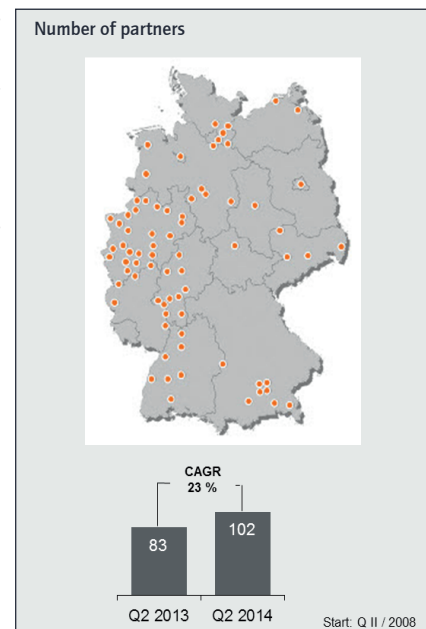 Number of partners
CAGR
23 %
83
102
Q2 2013
Q2 2014
Start: Q II / 2008